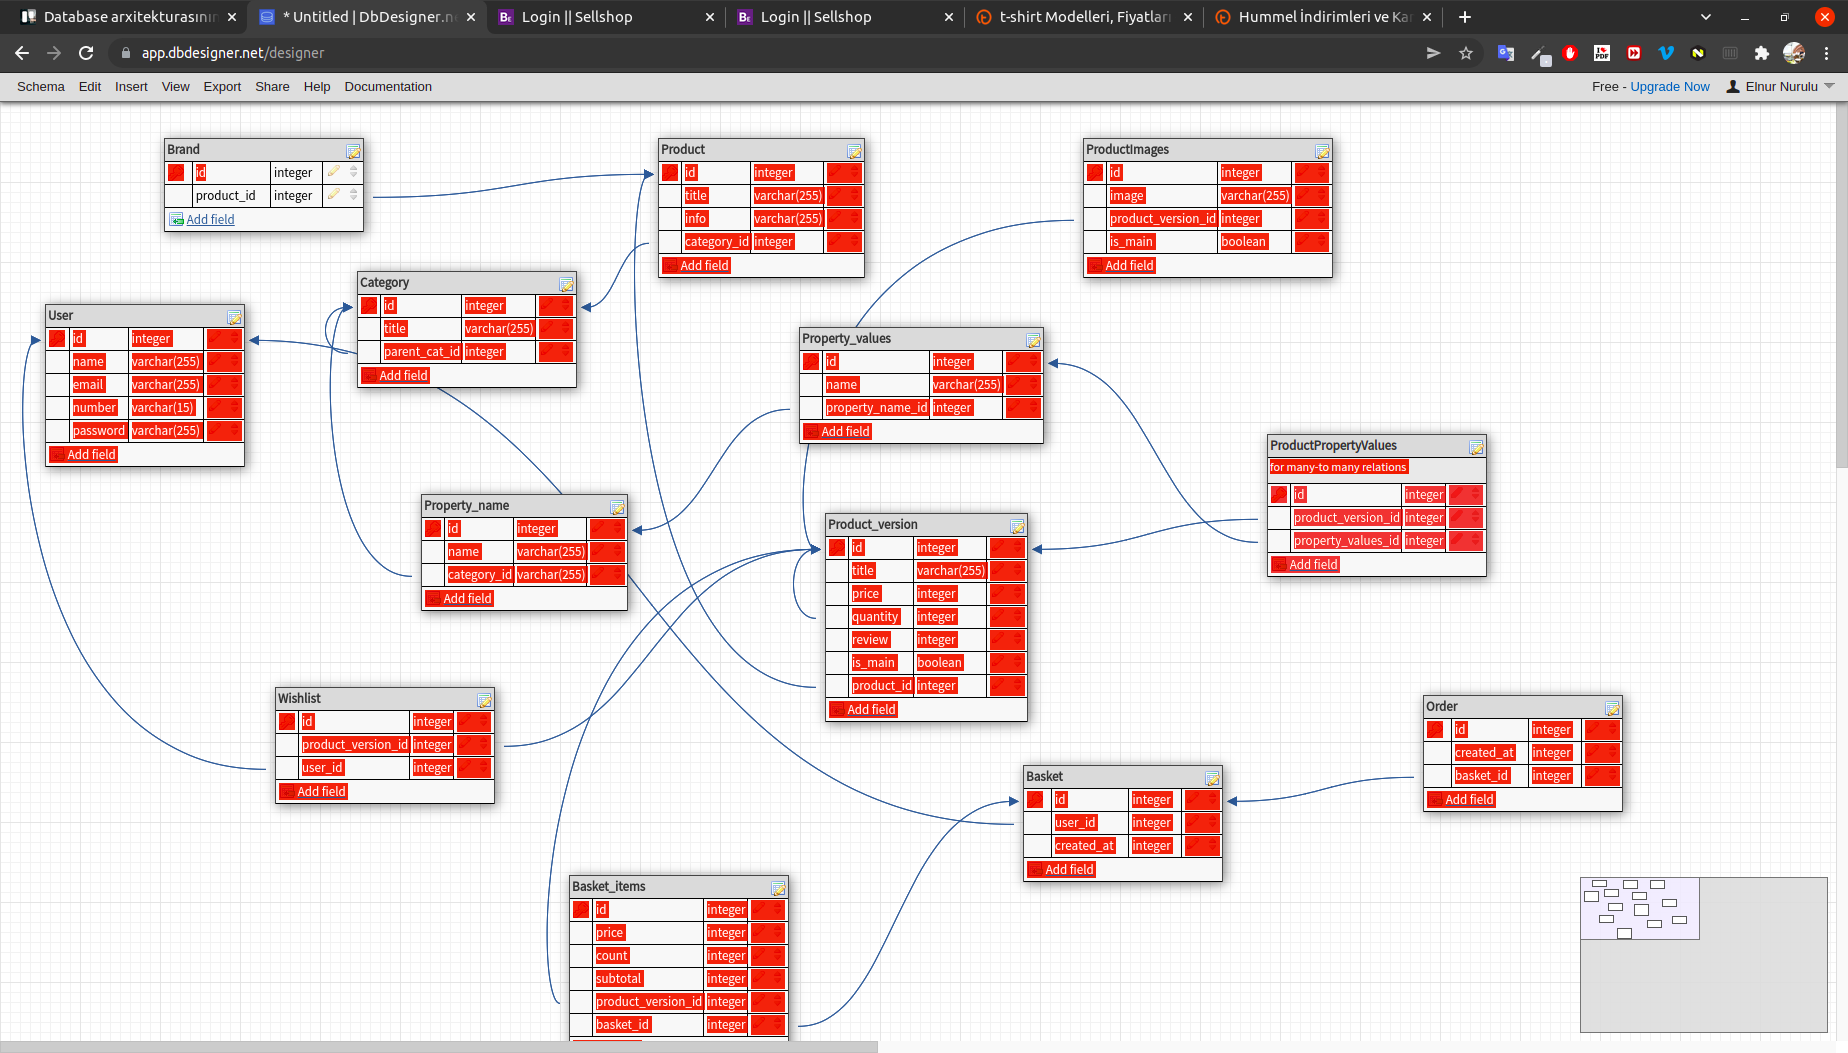 Database arxitekturasının
* Untitled | DbDesigner.ne
Login || Sellshop
Login || Sellshop
t-shirt Modelleri, Fiyatlar
Hummel İndirimleri ve Ka
app.dbdesigner.net/designer
Schema Edit Insert View Export Share Help Documentation
Free - Upgrade Now Elnur Nurulu
Brand
id integer
product_id integer
Add field
Product
id integer
title varchar(255)
info varchar(255)
category_id integer
Add field
ProductImages
id integer
image varchar(255)
product_version_id integer
is_main boolean
Add field
Category
id integer
title varchar(255)
parent_cat_id integer
Add field
User
id integer
name varchar(255)
email varchar(255)
number varchar(15)
password varchar(255)
Add field
Property_values
id integer
name varchar(255)
property_name_id integer
Add field
ProductPropertyValues
for many-to many relations
id integer
product_version_id integer
property_values_id integer
Add field
Property_name
id integer
name varchar(255)
category_id varchar(255)
Add field
Product_version
id integer
title varchar(255)
price integer
quantity integer
review integer
is_main boolean
product_id integer
Add field
Wishlist
id integer
product_version_id integer
user_id integer
Add field
Order
id integer
created_at integer
basket_id integer
Add field
Basket
id integer
user_id integer
created_at integer
Add field
Basket_items
id integer
price integer
count integer
subtotal integer
product_version_id integer
basket_id integer